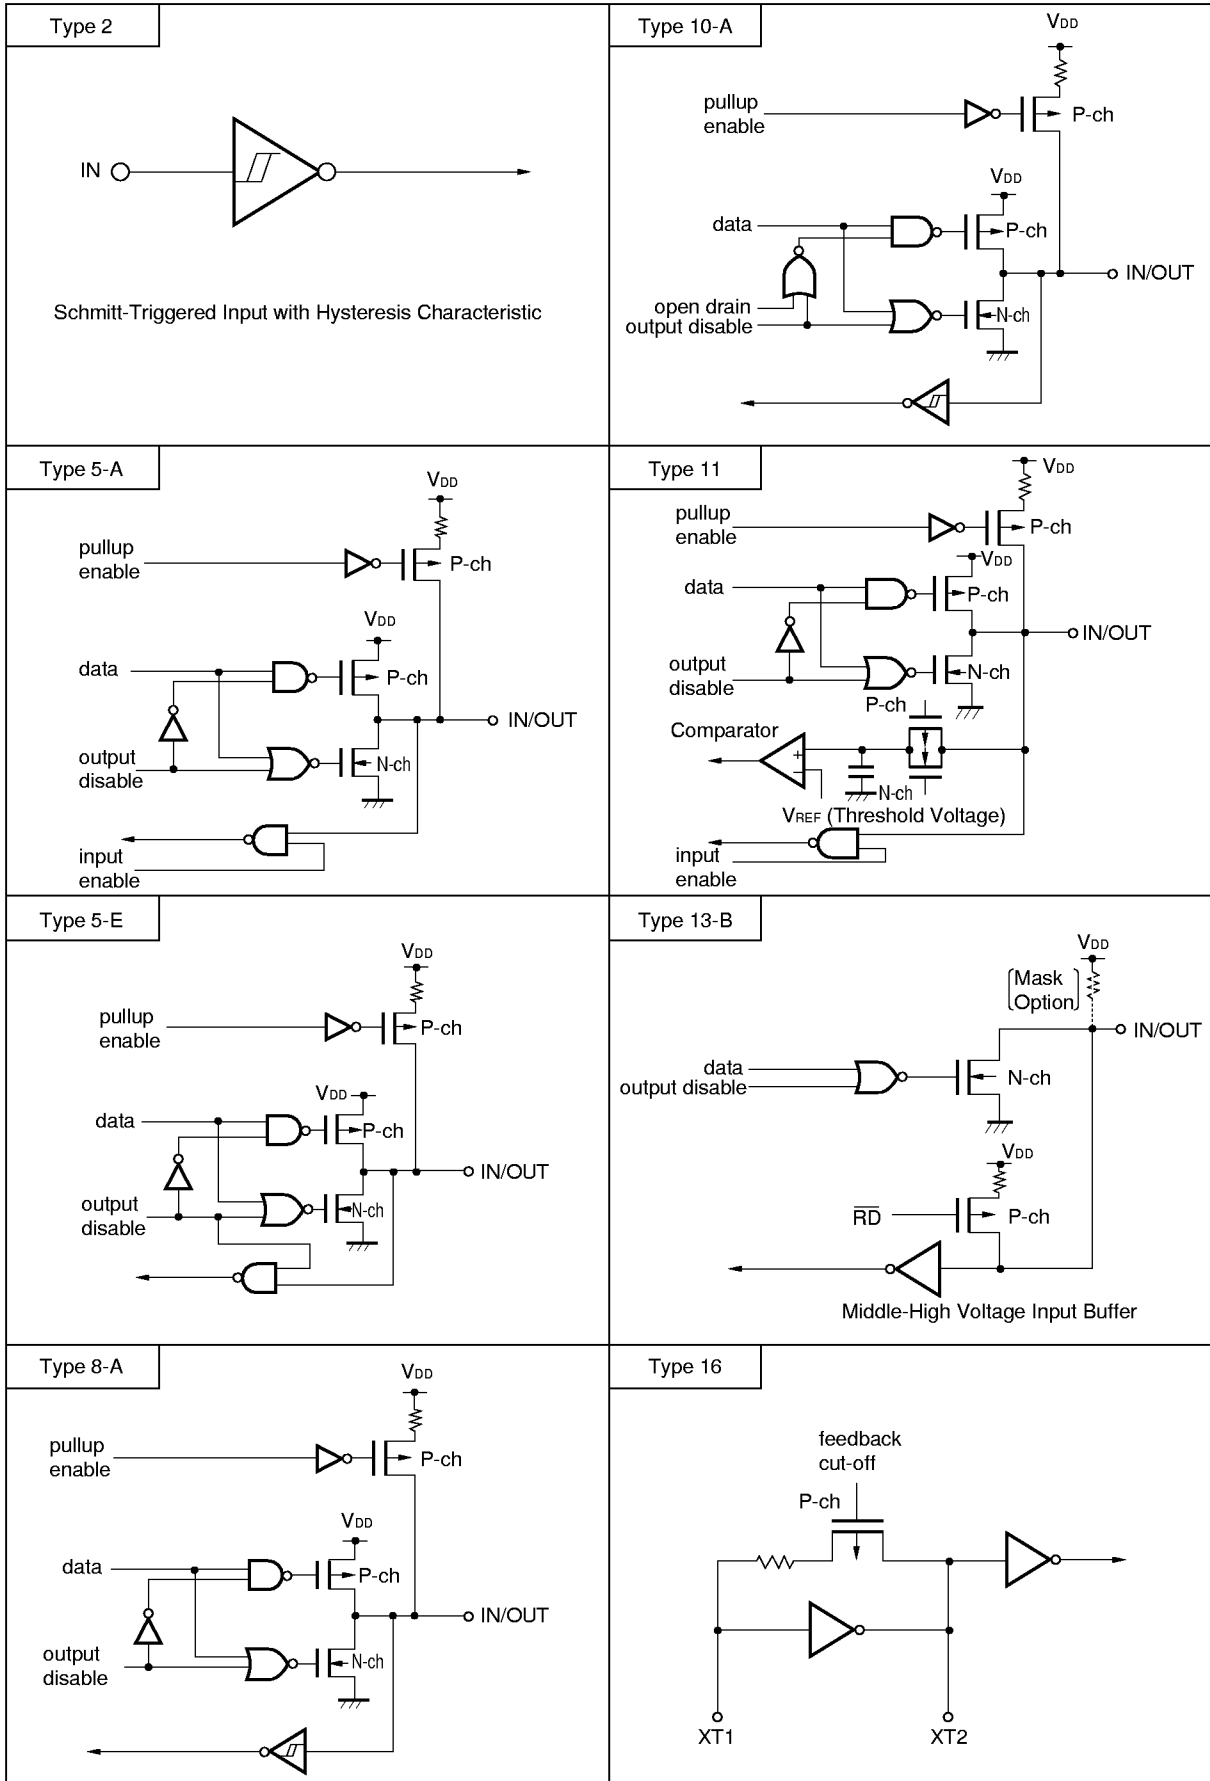 Type 2
IN
Schmitt-Triggered Input with Hysteresis Characteristic
Type 10-A
VDD
pullup
enable
P-ch
VDD
data
P-ch
IN/OUT
open drain
output disable
N-ch
Type 5-A
VDD
pullup
enable
P-ch
VDD
data
P-ch
IN/OUT
output
disable
N-ch
input
enable
Type 11
VDD
pullup
enable
P-ch
VDD
data
P-ch
IN/OUT
output
disable
N-ch
P-ch
Comparator
+
−
N-ch
VREF (Threshold Voltage)
input
enable
Type 5-E
VDD
pullup
enable
P-ch
VDD
data
P-ch
IN/OUT
output
disable
N-ch
Type 13-B
VDD
Mask
Option
IN/OUT
data
output disable
N-ch
VDD
RD
P-ch
Middle-High Voltage Input Buffer
Type 8-A
VDD
pullup
enable
P-ch
VDD
data
P-ch
IN/OUT
output
disable
N-ch
Type 16
feedback
cut-off
P-ch
XT1
XT2